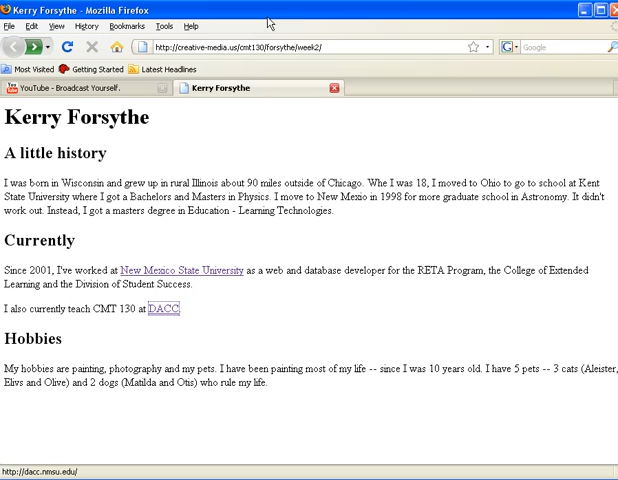 Kerry Forsythe - Mozilla Firefox
File Edit View History Bookmarks Tools Help
http://creative-media.us/cmt130/forsythe/week2/ Google
Most Visited Getting Started Latest Headlines
YouTube - Broadcast Yourself. Kerry Forsythe
Kerry Forsythe
A little history
I was born in Wisconsin and grew up in rural Illinois about 90 miles outside of Chicago. Whe I was 18, I moved to Ohio to go to school at Kent
State University where I got a Bachelors and Masters in Physics. I move to New Mexio in 1998 for more graduate school in Astronomy. It didn't
work out. Instead, I got a masters degree in Education - Learning Technologies.
Currently
Since 2001, I've worked at New Mexico State University as a web and database developer for the RETA Program, the College of Extended
Learning and the Division of Student Success.
I also currently teach CMT 130 at DACC.
Hobbies
My hobbies are painting, photography and my pets. I have been painting most of my life -- since I was 10 years old. I have 5 pets -- 3 cats (Aleister,
Elivs and Olive) and 2 dogs (Matilda and Otis) who rule my life.
http://dacc.nmsu.edu/